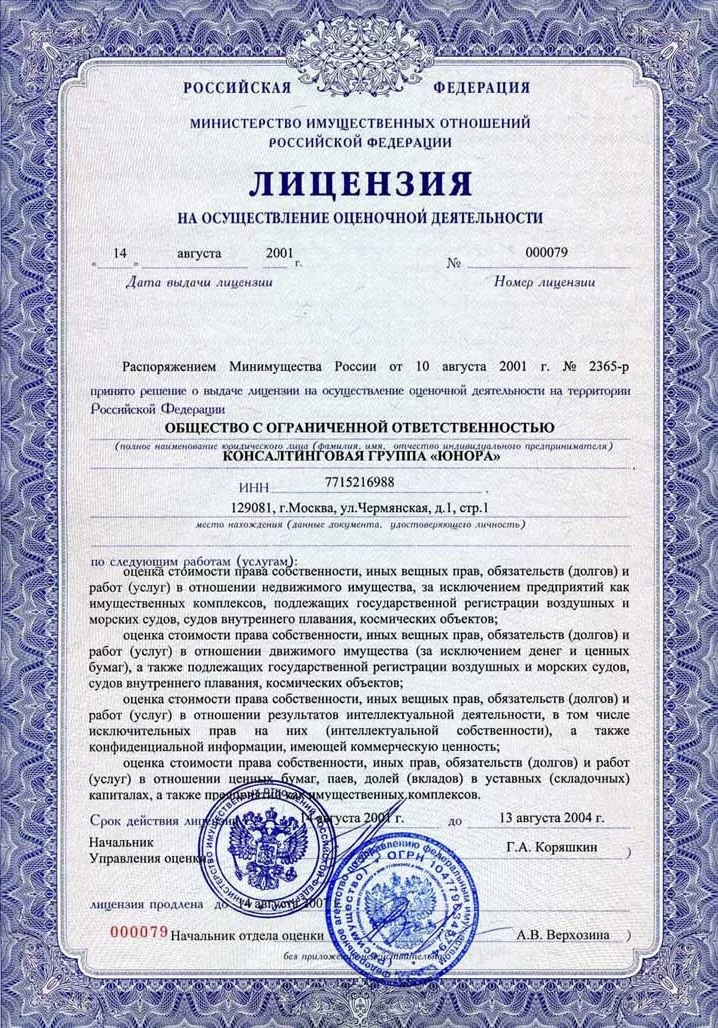 РОССИЙСКАЯ ФЕДЕРАЦИЯ
МИНИСТЕРСТВО ИМУЩЕСТВЕННЫХ ОТНОШЕНИЙ
РОССИЙСКОЙ ФЕДЕРАЦИИ
ЛИЦЕНЗИЯ
НА ОСУЩЕСТВЛЕНИЕ ОЦЕНОЧНОЙ ДЕЯТЕЛЬНОСТИ
« 14 » августа 2001 г. № 000079
Дата выдачи лицензии Номер лицензии
Распоряжением Минимущества России от 10 августа 2001 г. № 2365-р
принято решение о выдаче лицензии на осуществление оценочной деятельности на территории
Российской Федерации
ОБЩЕСТВО С ОГРАНИЧЕННОЙ ОТВЕТСТВЕННОСТЬЮ
(полное наименование юридического лица (фамилия, имя, отчество индивидуального предпринимателя)
КОНСАЛТИНГОВАЯ ГРУППА «ЮНОРА»
ИНН 7715216988 ,
129081, г.Москва, ул.Чермянская, д.1, стр.1
место нахождения (данные документа, удостоверяющего личность)
по следующим работам (услугам):
оценка стоимости права собственности, иных вещных прав, обязательств (долгов) и
работ (услуг) в отношении недвижимого имущества, за исключением предприятий как
имущественных комплексов, подлежащих государственной регистрации воздушных и
морских судов, судов внутреннего плавания, космических объектов;
оценка стоимости права собственности, иных вещных прав, обязательств (долгов) и
работ (услуг) в отношении движимого имущества (за исключением денег и ценных
бумаг), а также подлежащих государственной регистрации воздушных и морских судов,
судов внутреннего плавания, космических объектов;
оценка стоимости права собственности, иных вещных прав, обязательств (долгов) и
работ (услуг) в отношении результатов интеллектуальной деятельности, в том числе
исключительных прав на них (интеллектуальной собственности), а также
конфиденциальной информации, имеющей коммерческую ценность;
оценка стоимости права собственности, иных прав, обязательств (долгов) и работ
(услуг) в отношении ценных бумаг, паев, долей (вкладов) в уставных (складочных)
капиталах, а также предприятий как имущественных комплексов.
Срок действия лицензии 14 августа 2001 г. до 13 августа 2004 г.
Начальник
Управления оценки Г.А. Коряшкин )
лицензия продлена до 14 августа 2007
000079 Начальник отдела оценки А.В. Верхозина )
без приложения недействительна